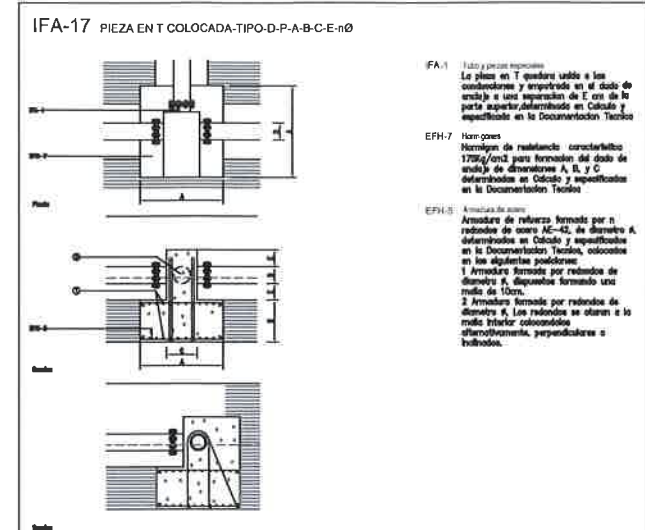 IFA-17 PIEZA EN T COLOCADA-TIPO-D-P-A-B-C-E-nØ
IFA-1 Tubo y piezas especiales
La pieza en T quedara unida a las
conducciones y empotrada en el dado de
anclaje a una separacion de E cm de la
parte superior,determinado en Calculo y
especificada en la Documentacion Tecnica
EFH-7 Hormigones
Hormigon de resistencia caracteristica
175Kg/cm2 para formacion del dado de
anclaje de dimensiones A, B, y C
determinadas en Calculo y especificadas
en la Documentacion Tecnica
EFH-5 Armadura de acero
Armadura de refuerzo formada por n
redondos de acero AE-42, de diametro Ø,
determinados en Calculo y especificados
en la Documentacion Tecnica, colocados
en las siguientes posiciones:
1 Armadura formada por redondos de
diametro Ø, dispuestos formando una
malla de 10cm.
2 Armadura formada por redondos de
diametro Ø, Los redondos se ataran a la
malla interior colocandolos
alternativamente, perpendiculares o
inclinados.
Planta
A
A
Seccion
C
A
Seccion